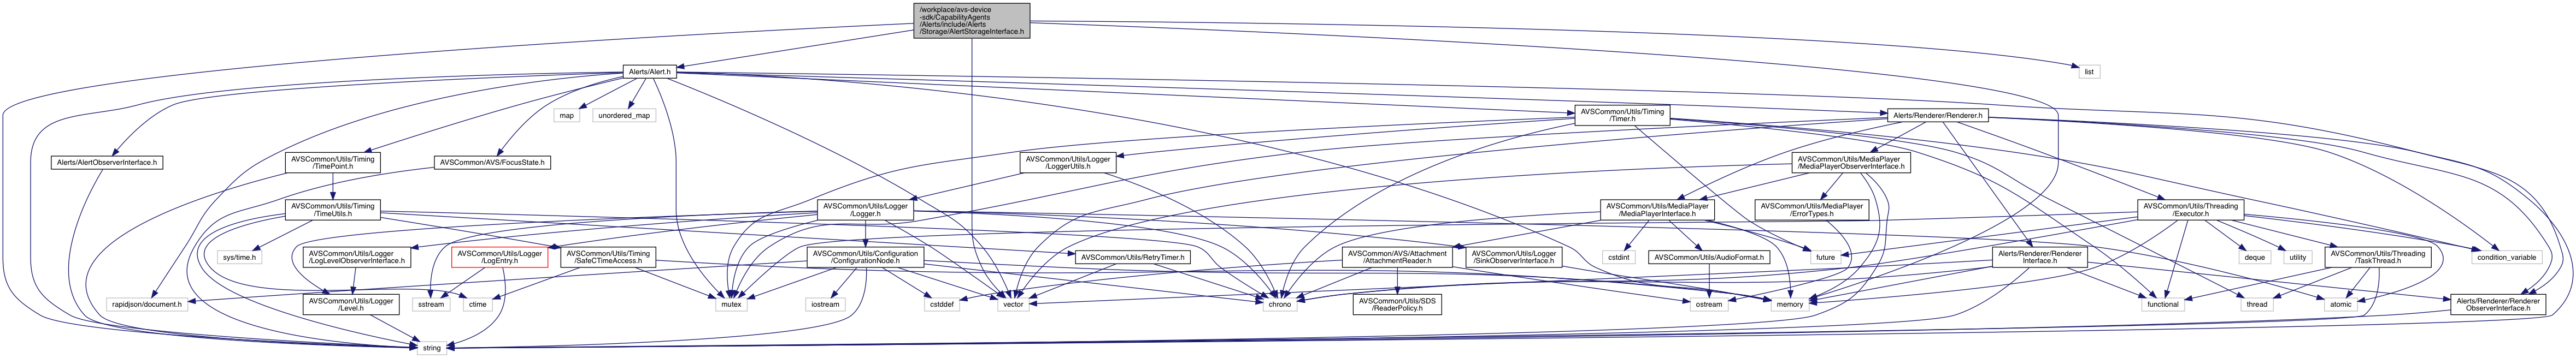 /workplace/avs-device
-sdk/CapabilityAgents
/Alerts/include/Alerts
/Storage/AlertStorageInterface.h
Alerts/Alert.h
list
map
unordered_map
AVSCommon/Utils/Timing
/Timer.h
Alerts/Renderer/Renderer.h
Alerts/AlertObserverInterface.h
AVSCommon/Utils/Timing
/TimePoint.h
AVSCommon/AVS/FocusState.h
AVSCommon/Utils/Logger
/LoggerUtils.h
AVSCommon/Utils/MediaPlayer
/MediaPlayerObserverInterface.h
AVSCommon/Utils/Timing
/TimeUtils.h
AVSCommon/Utils/Logger
/Logger.h
AVSCommon/Utils/MediaPlayer
/MediaPlayerInterface.h
AVSCommon/Utils/MediaPlayer
/ErrorTypes.h
AVSCommon/Utils/Threading
/Executor.h
sys/time.h
AVSCommon/Utils/Logger
/LogLevelObserverInterface.h
AVSCommon/Utils/Logger
/LogEntry.h
AVSCommon/Utils/Timing
/SafeCTimeAccess.h
AVSCommon/Utils/Configuration
/ConfigurationNode.h
AVSCommon/Utils/RetryTimer.h
AVSCommon/AVS/Attachment
/AttachmentReader.h
AVSCommon/Utils/Logger
/SinkObserverInterface.h
cstdint
AVSCommon/Utils/AudioFormat.h
future
Alerts/Renderer/Renderer
Interface.h
deque
utility
AVSCommon/Utils/Threading
/TaskThread.h
condition_variable
rapidjson/document.h
AVSCommon/Utils/Logger
/Level.h
sstream
ctime
mutex
iostream
cstddef
vector
chrono
AVSCommon/Utils/SDS
/ReaderPolicy.h
ostream
memory
functional
thread
atomic
Alerts/Renderer/Renderer
ObserverInterface.h
string